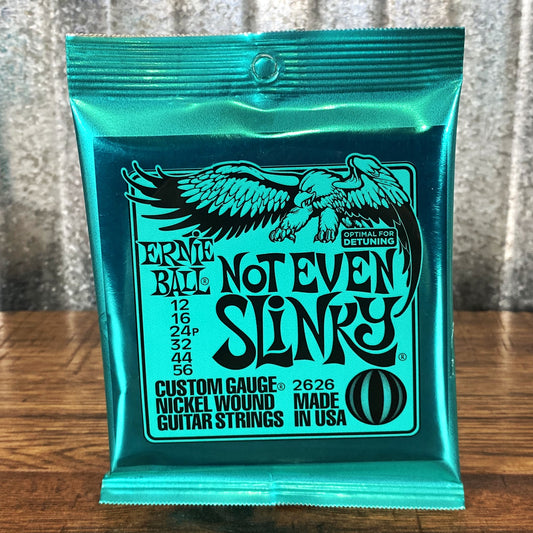 OPTIMAL FOR
DETUNING
ERNIE
BALL®
NOT EVEN
SLINKY®
12
16
24P
32
44
56
CUSTOM GAUGE® 2626
NICKEL WOUND MADE
GUITAR STRINGS IN USA